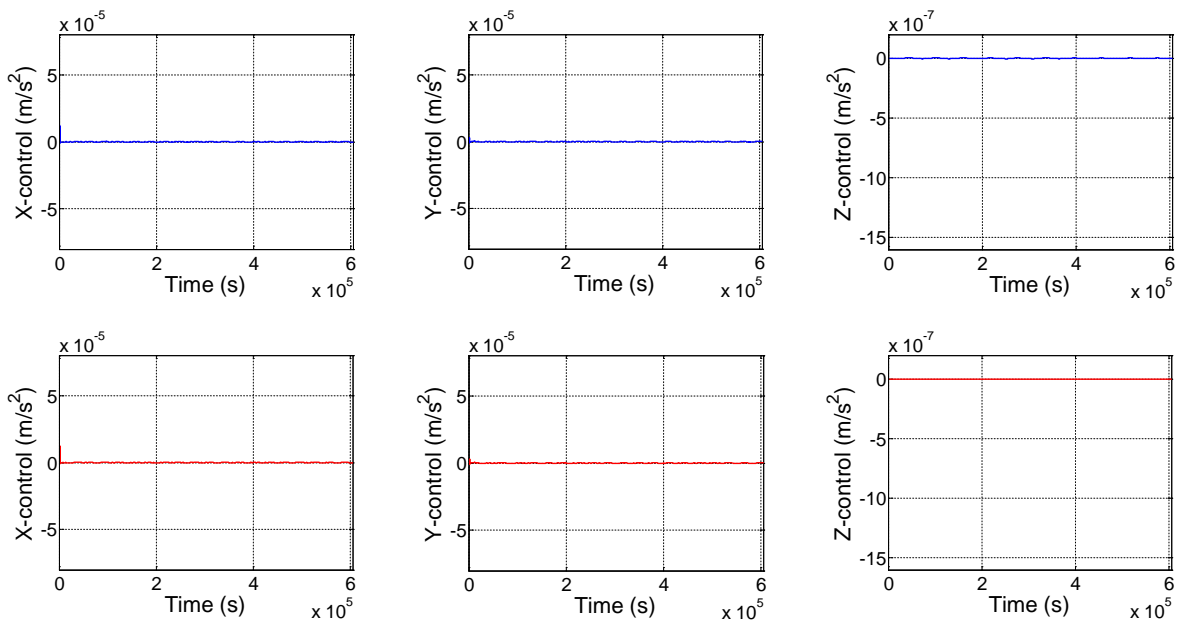 x 10^-5
5
0
-5
X-control (m/s^2)
0 2 4 6
Time (s)
x 10^5
x 10^-5
5
0
-5
Y-control (m/s^2)
0 2 4 6
Time (s)
x 10^5
x 10^-7
0
-5
-10
-15
Z-control (m/s^2)
0 2 4 6
Time (s)
x 10^5
x 10^-5
5
0
-5
X-control (m/s^2)
0 2 4 6
Time (s)
x 10^5
x 10^-5
5
0
-5
Y-control (m/s^2)
0 2 4 6
Time (s)
x 10^5
x 10^-7
0
-5
-10
-15
Z-control (m/s^2)
0 2 4 6
Time (s)
x 10^5